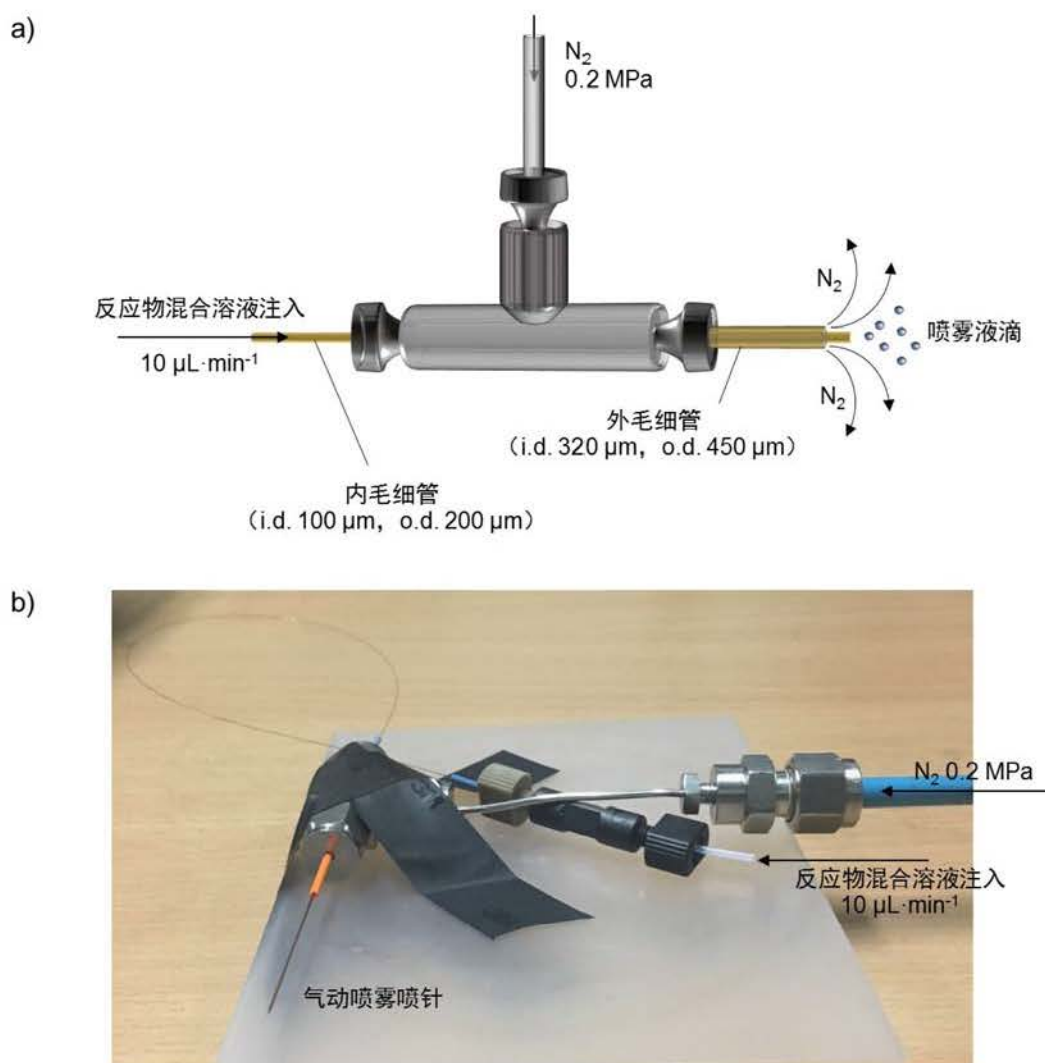 a)
N₂
0.2 MPa
反应物混合溶液注入
10 μL·min⁻¹
N₂
喷雾液滴
N₂
外毛细管
（i.d. 320 μm，o.d. 450 μm）
内毛细管
（i.d. 100 μm，o.d. 200 μm）
b)
N₂ 0.2 MPa
反应物混合溶液注入
10 μL·min⁻¹
气动喷雾喷针